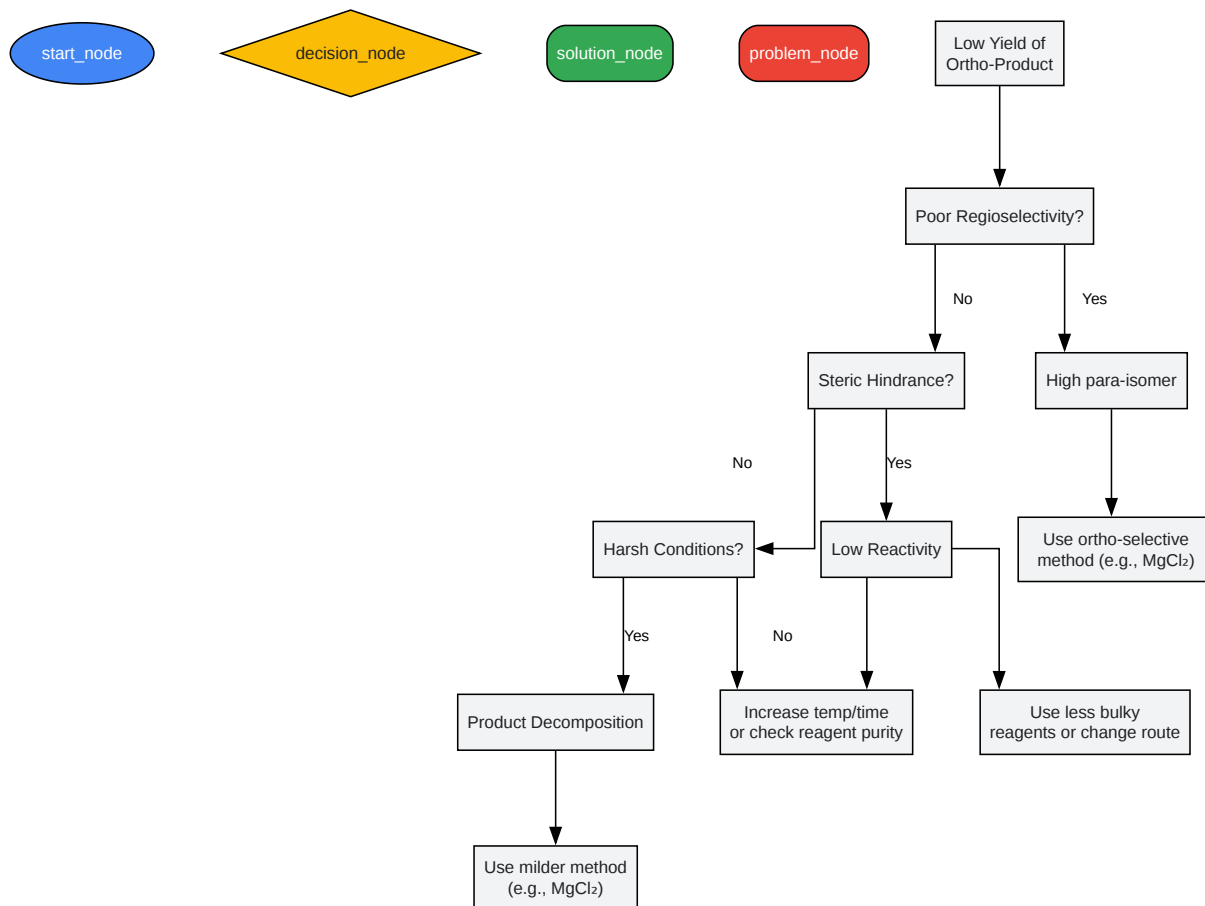 start_node
decision_node
solution_node
problem_node
Low Yield of
Ortho-Product
Poor Regioselectivity?
No
Yes
Steric Hindrance?
High para-isomer
No
Yes
Harsh Conditions?
Low Reactivity
Use ortho-selective
method (e.g., MgCl₂)
Yes
No
Product Decomposition
Increase temp/time
or check reagent purity
Use less bulky
reagents or change route
Use milder method
(e.g., MgCl₂)